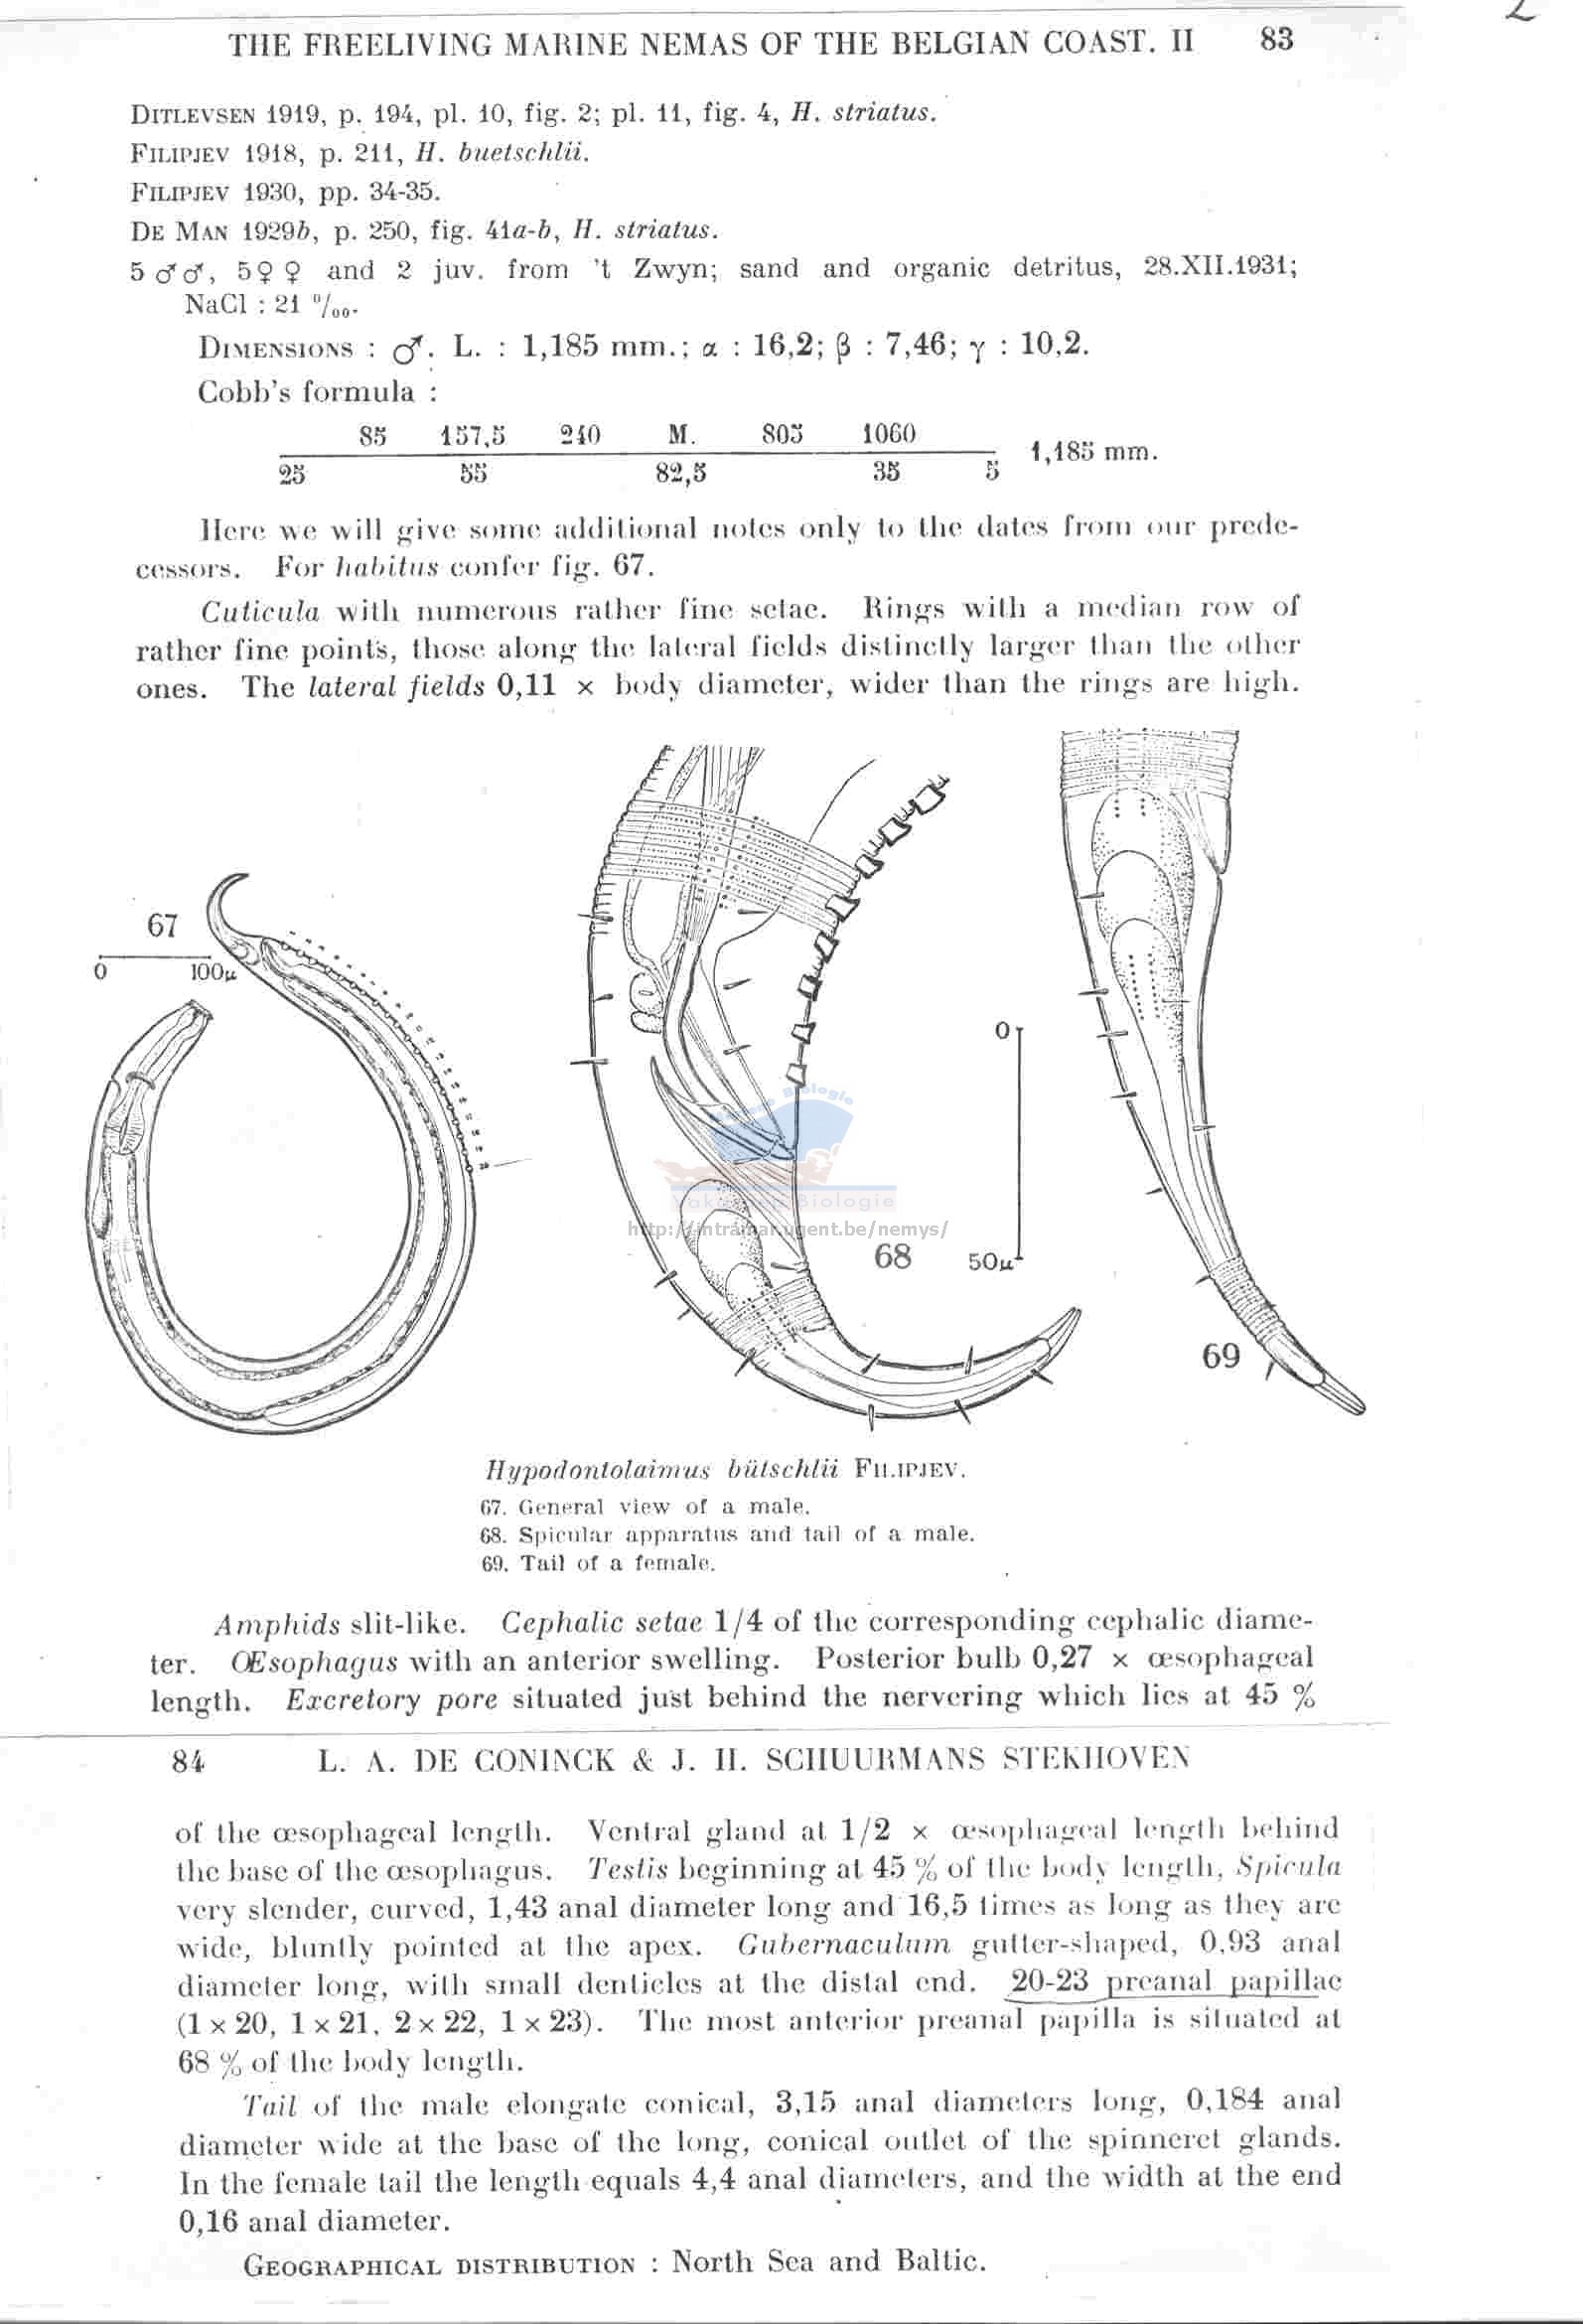 THE FREELIVING MARINE NEMAS OF THE BELGIAN COAST. II 83
DITLEVSEN 1919, p. 194, pl. 10, fig. 2; pl. 11, fig. 4, H. striatus.
FILIPJEV 1918, p. 211, H. buetschlii.
FILIPJEV 1930, pp. 34-35.
DE MAN 1929b, p. 250, fig. 41a-b, H. striatus.
5 ♂♂, 5♀♀ and 2 juv. from 't Zwyn; sand and organic detritus, 28.XII.1931;
NaCl : 21 ‰.
DIMENSIONS : ♂. L. : 1,185 mm.; α : 16,2; β : 7,46; γ : 10,2.
Cobb's formula :
85 157,5 240 M. 805 1060
25 55 82,5 35 5 1,185 mm.
Here we will give some additional notes only to the dates from our prede-
cessors. For habitus confer fig. 67.
Cuticula with numerous rather fine setae. Rings with a median row of
rather fine points, those along the lateral fields distinctly larger than the other
ones. The lateral fields 0,11 × body diameter, wider than the rings are high.
67
0 100μ
0
50μ
68
69
Biologie
Vakgroep Biologie
http://intramar.ugent.be/nemys/
Hypodontolaimus bütschlii FILIPJEV.
67. General view of a male.
68. Spicular apparatus and tail of a male.
69. Tail of a female.
Amphids slit-like. Cephalic setae 1/4 of the corresponding cephalic diame-
ter. Œsophagus with an anterior swelling. Posterior bulb 0,27 × œsophageal
length. Excretory pore situated just behind the nervering which lies at 45 %
84 L. A. DE CONINCK & J. H. SCHUURMANS STEKHOVEN
of the œsophageal length. Ventral gland at 1/2 × œsophageal length behind
the base of the œsophagus. Testis beginning at 45 % of the body length, Spicula
very slender, curved, 1,43 anal diameter long and 16,5 times as long as they are
wide, bluntly pointed at the apex. Gubernaculum gutter-shaped, 0,93 anal
diameter long, with small denticles at the distal end. 20-23 preanal papillae
(1 × 20, 1 × 21, 2 × 22, 1 × 23). The most anterior preanal papilla is situated at
68 % of the body length.
Tail of the male elongate conical, 3,15 anal diameters long, 0,184 anal
diameter wide at the base of the long, conical outlet of the spinneret glands.
In the female tail the length equals 4,4 anal diameters, and the width at the end
0,16 anal diameter.
GEOGRAPHICAL DISTRIBUTION : North Sea and Baltic.